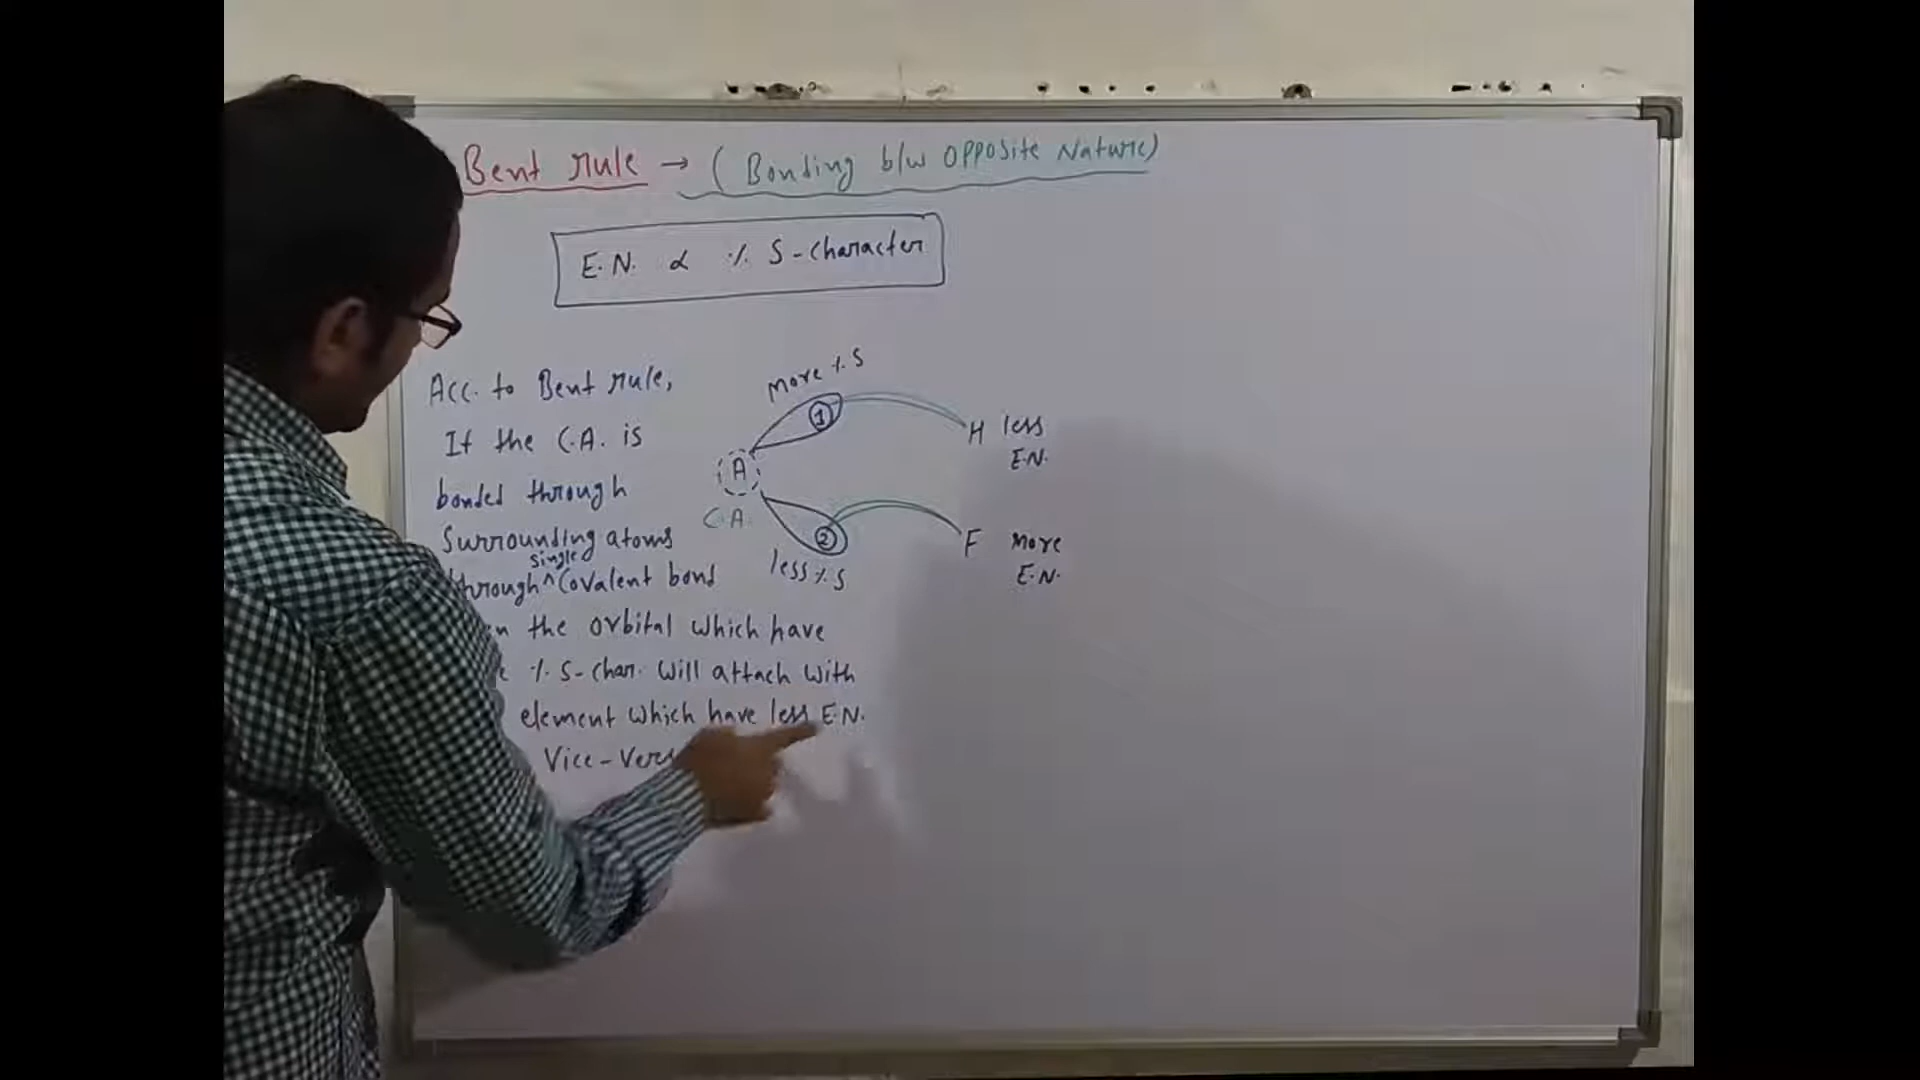 Bent rule → (Bonding b/w opposite Nature)
E.N. ∝ % S-character
Acc. to Bent rule,
If the C.A. is
bonded through
Surrounding atoms
single
through ^ Covalent bond
the orbital which have
% S-char. will attach with
element which have less E.N.
Vice-Vers
more % S
1
A
C.A.
2
less % S
H less
E.N.
F more
E.N.